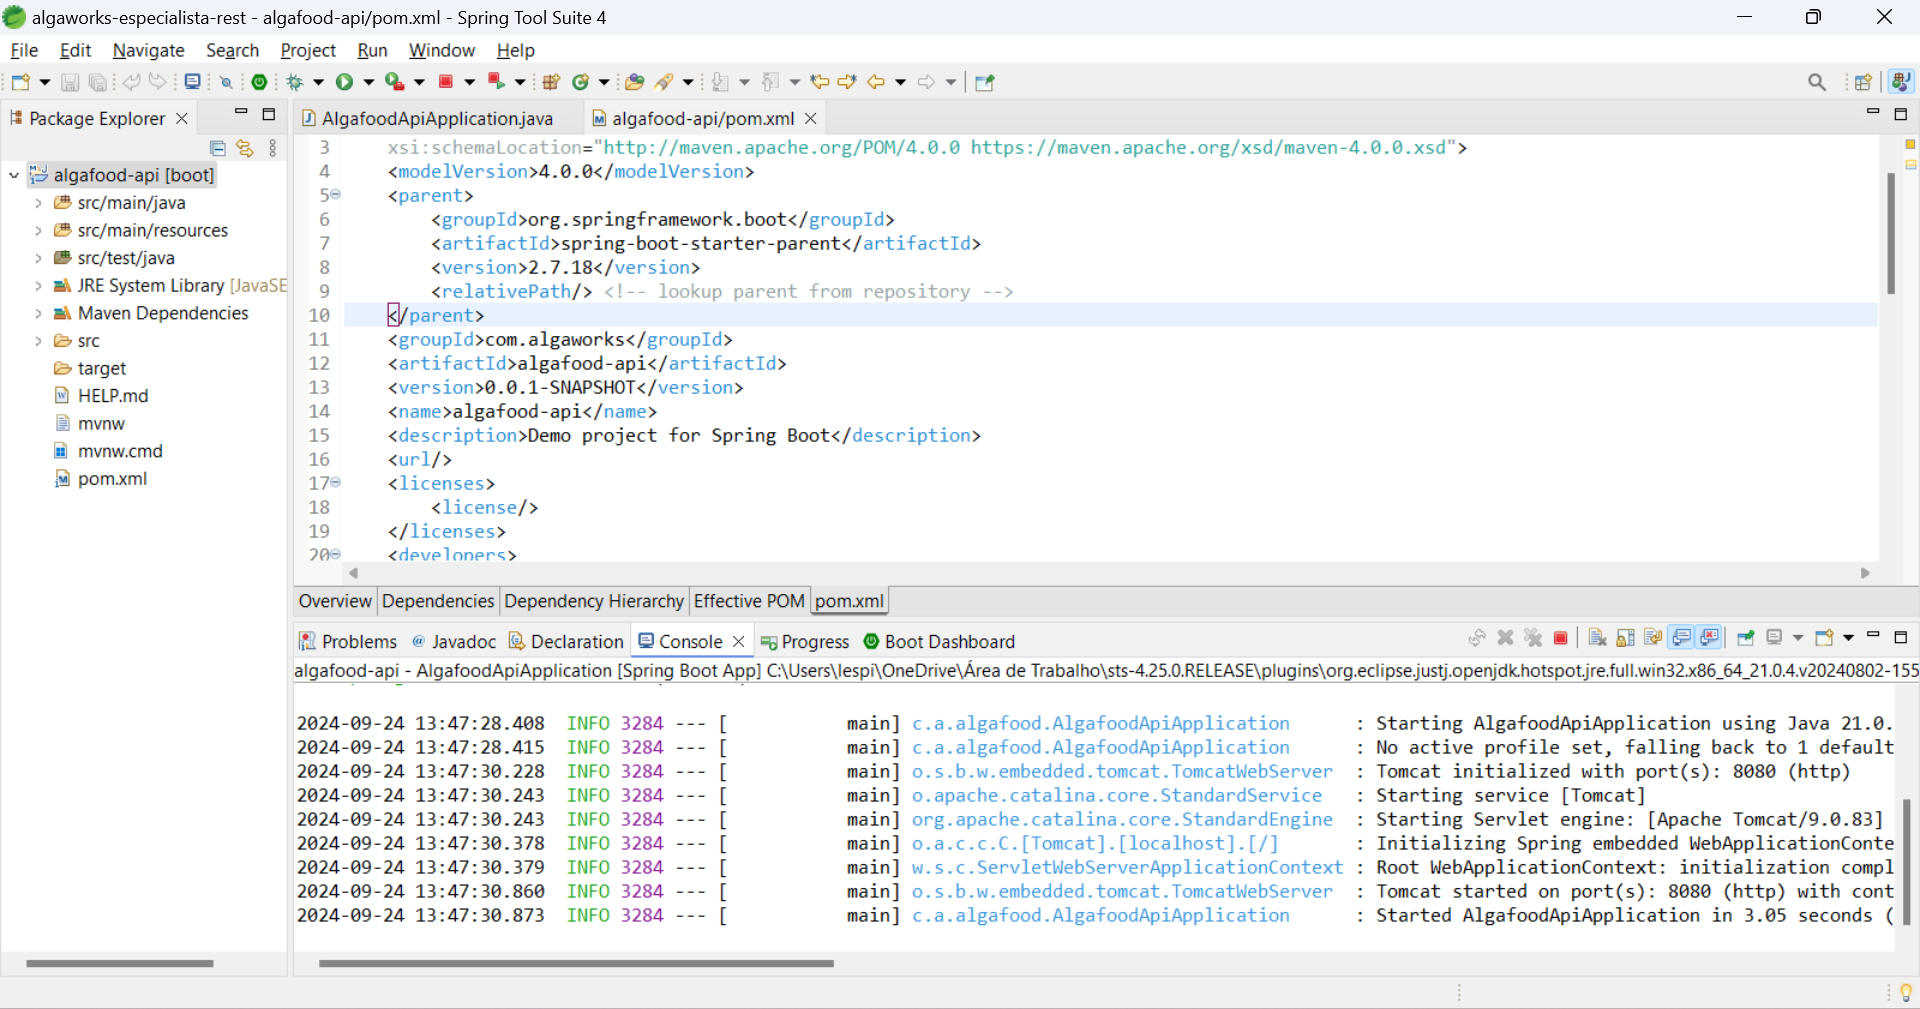 algaworks-especialista-rest - algafood-api/pom.xml - Spring Tool Suite 4
File Edit Navigate Search Project Run Window Help
Package Explorer
algafood-api [boot]
src/main/java
src/main/resources
src/test/java
JRE System Library [JavaSE
Maven Dependencies
src
target
HELP.md
mvnw
mvnw.cmd
pom.xml
AlgafoodApiApplication.java algafood-api/pom.xml
3 xsi:schemaLocation="http://maven.apache.org/POM/4.0.0 https://maven.apache.org/xsd/maven-4.0.0.xsd">
4 <modelVersion>4.0.0</modelVersion>
5 <parent>
6 <groupId>org.springframework.boot</groupId>
7 <artifactId>spring-boot-starter-parent</artifactId>
8 <version>2.7.18</version>
9 <relativePath/> <!-- lookup parent from repository -->
10 </parent>
11 <groupId>com.algaworks</groupId>
12 <artifactId>algafood-api</artifactId>
13 <version>0.0.1-SNAPSHOT</version>
14 <name>algafood-api</name>
15 <description>Demo project for Spring Boot</description>
16 <url/>
17 <licenses>
18 <license/>
19 </licenses>
20 <developers>
Overview Dependencies Dependency Hierarchy Effective POM pom.xml
Problems @ Javadoc Declaration Console Progress Boot Dashboard
algafood-api - AlgafoodApiApplication [Spring Boot App] C:\Users\lespi\OneDrive\Área de Trabalho\sts-4.25.0.RELEASE\plugins\org.eclipse.justj.openjdk.hotspot.jre.full.win32.x86_64_21.0.4.v20240802-155
2024-09-24 13:47:28.408 INFO 3284 --- [ main] c.a.algafood.AlgafoodApiApplication : Starting AlgafoodApiApplication using Java 21.0.
2024-09-24 13:47:28.415 INFO 3284 --- [ main] c.a.algafood.AlgafoodApiApplication : No active profile set, falling back to 1 default
2024-09-24 13:47:30.228 INFO 3284 --- [ main] o.s.b.w.embedded.tomcat.TomcatWebServer : Tomcat initialized with port(s): 8080 (http)
2024-09-24 13:47:30.243 INFO 3284 --- [ main] o.apache.catalina.core.StandardService : Starting service [Tomcat]
2024-09-24 13:47:30.243 INFO 3284 --- [ main] org.apache.catalina.core.StandardEngine : Starting Servlet engine: [Apache Tomcat/9.0.83]
2024-09-24 13:47:30.378 INFO 3284 --- [ main] o.a.c.c.C.[Tomcat].[localhost].[/] : Initializing Spring embedded WebApplicationConte
2024-09-24 13:47:30.379 INFO 3284 --- [ main] w.s.c.ServletWebServerApplicationContext : Root WebApplicationContext: initialization compl
2024-09-24 13:47:30.860 INFO 3284 --- [ main] o.s.b.w.embedded.tomcat.TomcatWebServer : Tomcat started on port(s): 8080 (http) with cont
2024-09-24 13:47:30.873 INFO 3284 --- [ main] c.a.algafood.AlgafoodApiApplication : Started AlgafoodApiApplication in 3.05 seconds (